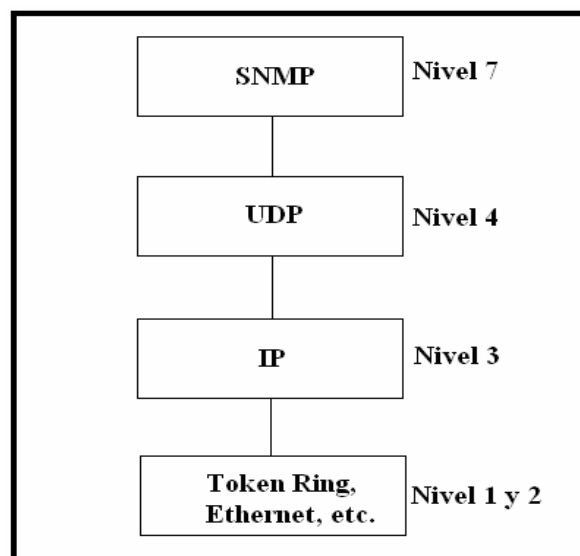 SNMP
Nivel 7
UDP
Nivel 4
IP
Nivel 3
Token Ring,
Ethernet, etc.
Nivel 1 y 2